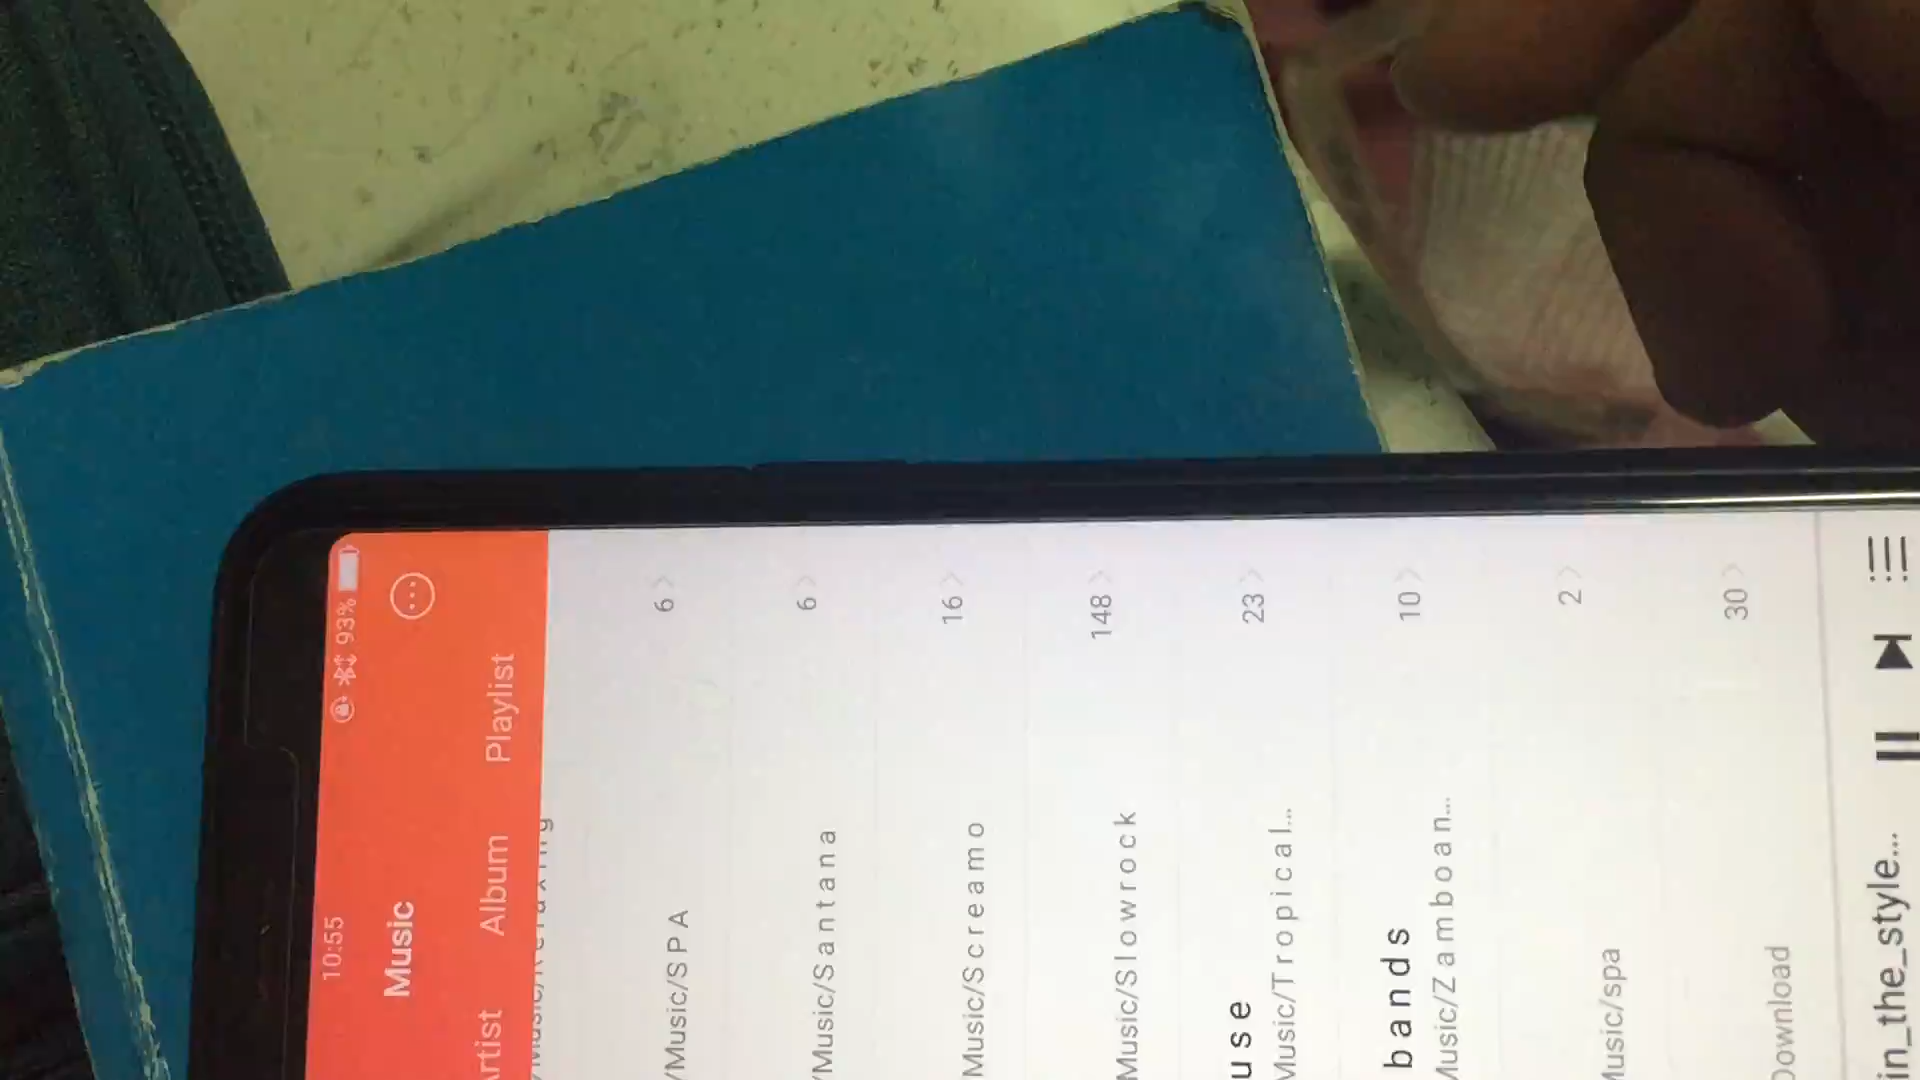 10:55
93%
Music
Artist Album Playlist
/Music/SPA
6
/Music/Santana
6
Music/Screamo
16
Music/Slowrock
148
use
Music/Tropical...
23
bands
Music/Zamboan...
10
Music/spa
2
Download
30
in_the_style...